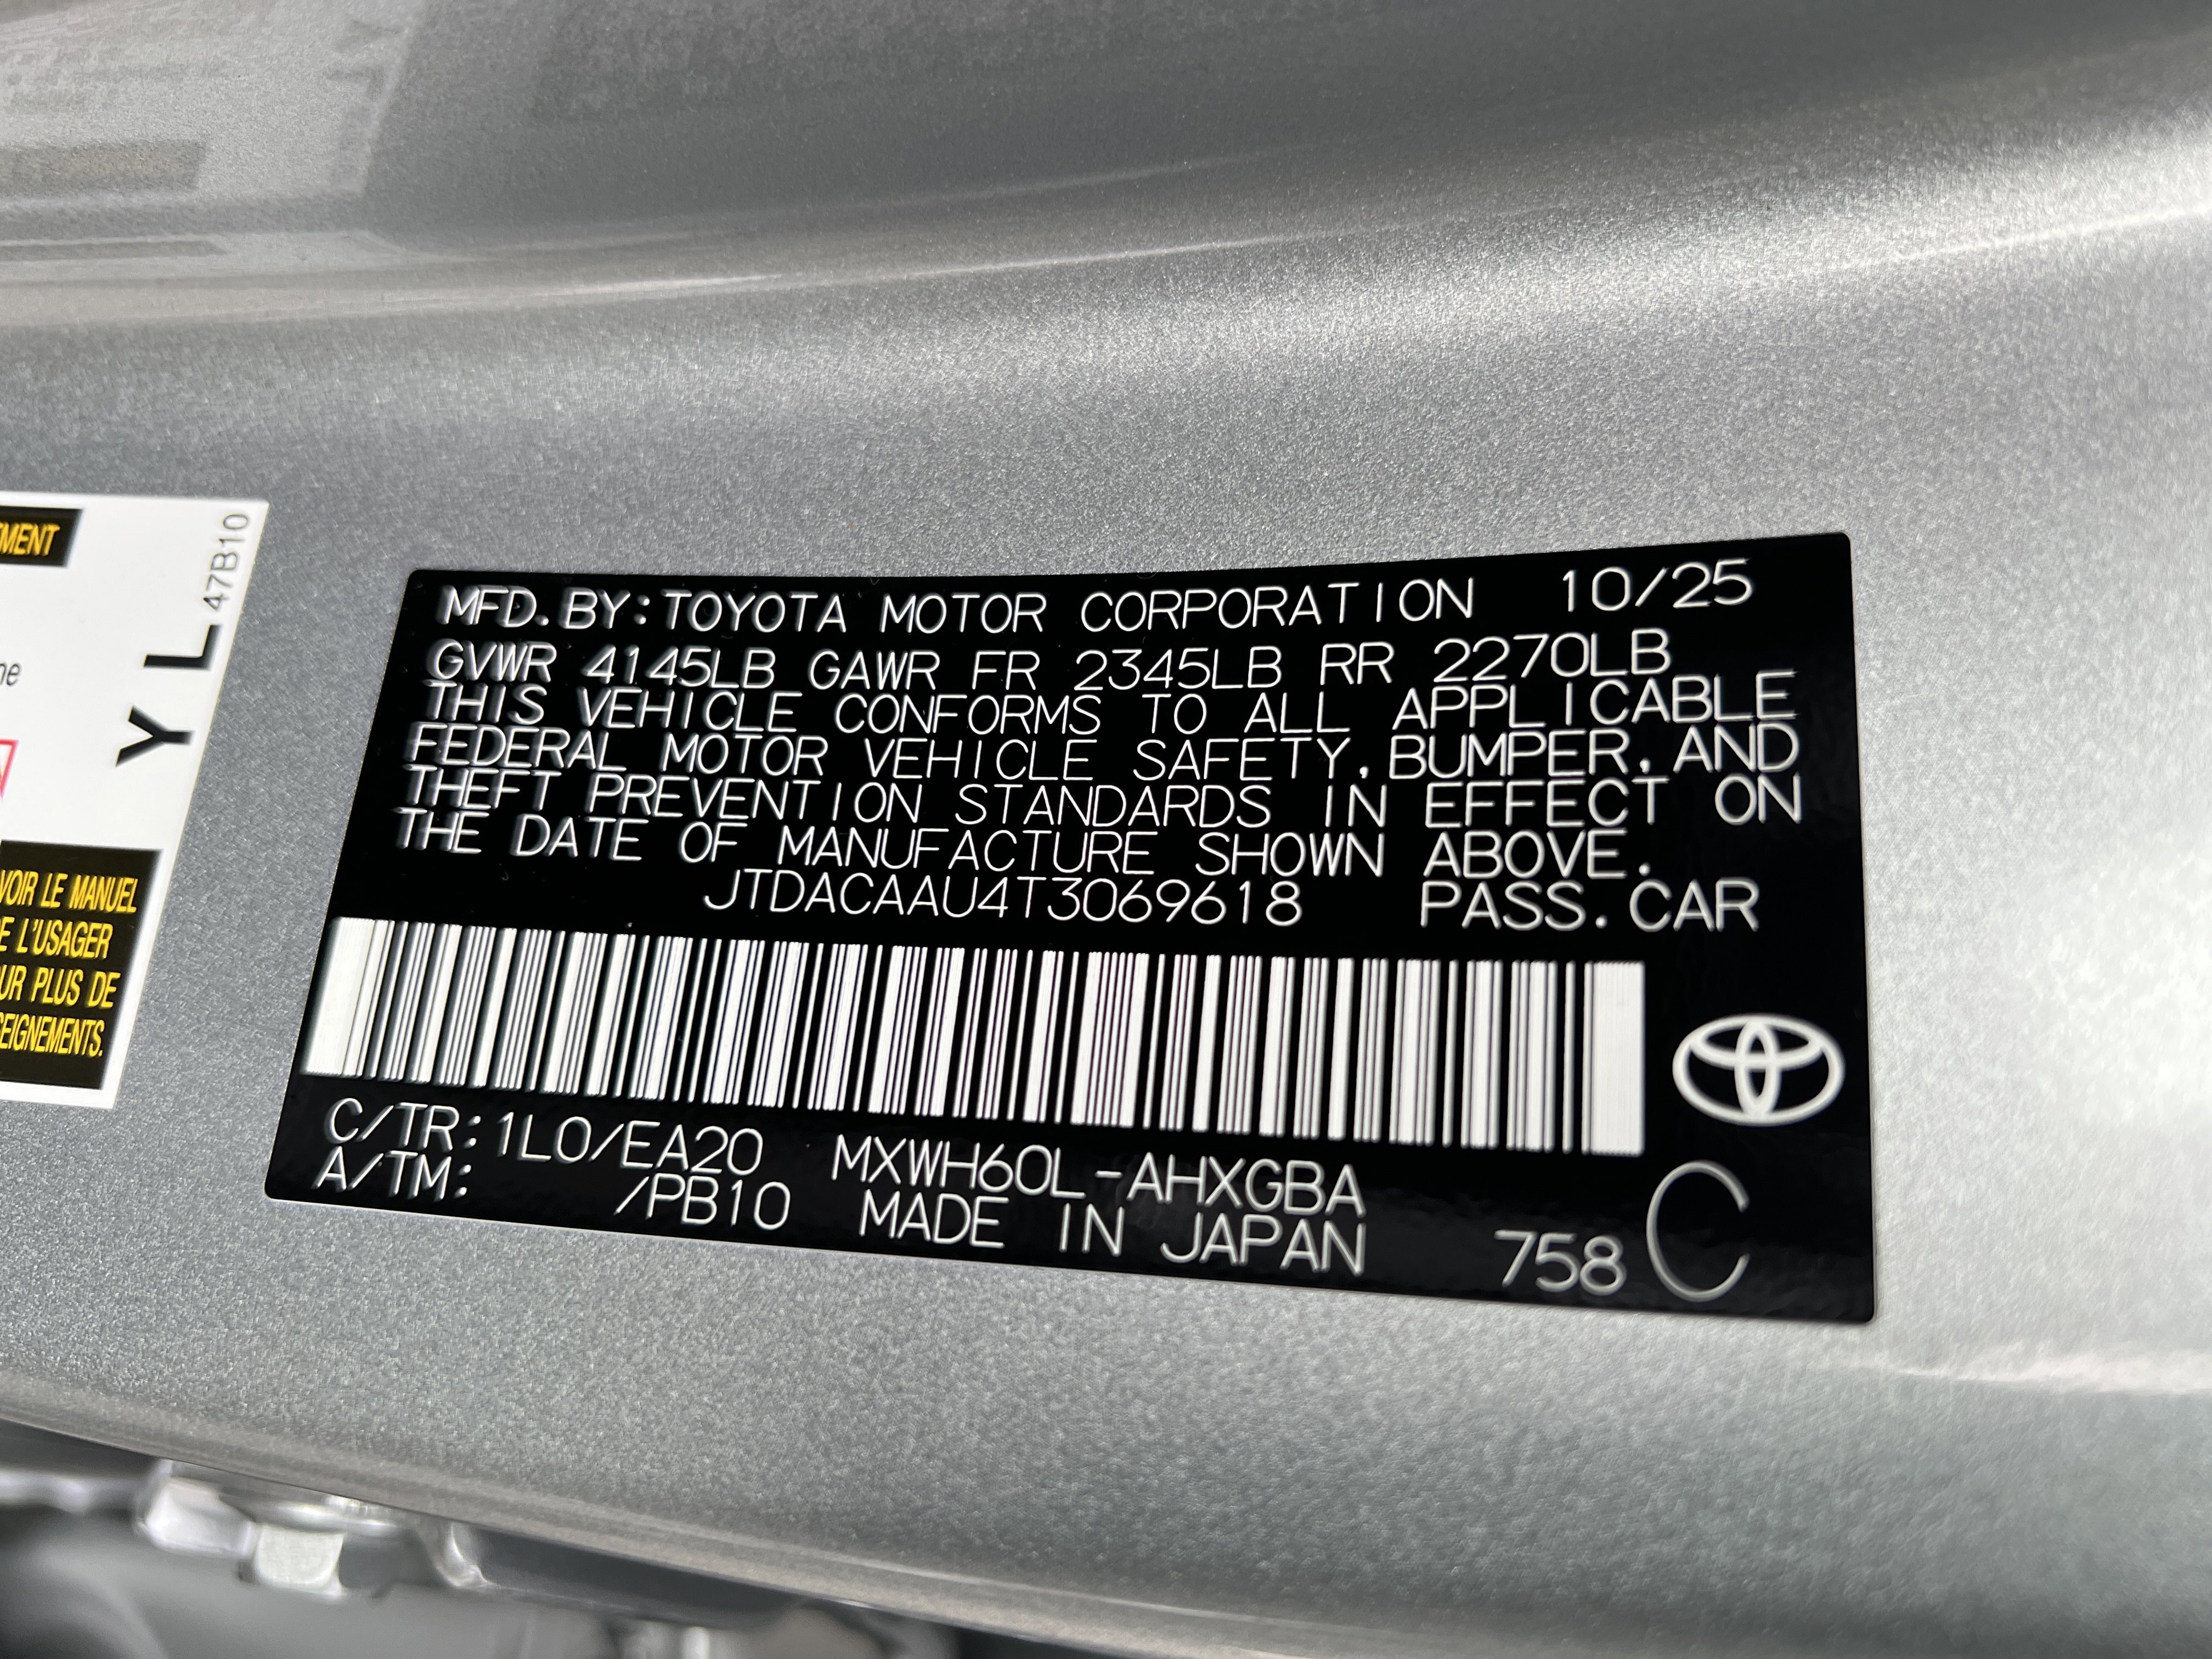 MENT
47B10
Y L
ne
VOIR LE MANUEL
E L'USAGER
UR PLUS DE
SEIGNEMENTS.
MFD.BY:TOYOTA MOTOR CORPORATION 10/25
GVWR 4145LB GAWR FR 2345LB RR 2270LB
THIS VEHICLE CONFORMS TO ALL APPLICABLE
FEDERAL MOTOR VEHICLE SAFETY,BUMPER,AND
THEFT PREVENTION STANDARDS IN EFFECT ON
THE DATE OF MANUFACTURE SHOWN ABOVE.
JTDACAAU4T3069618 PASS.CAR
C/TR:1L0/EA20 MXWH60L-AHXGBA
A/TM: /PB10 MADE IN JAPAN 758 C